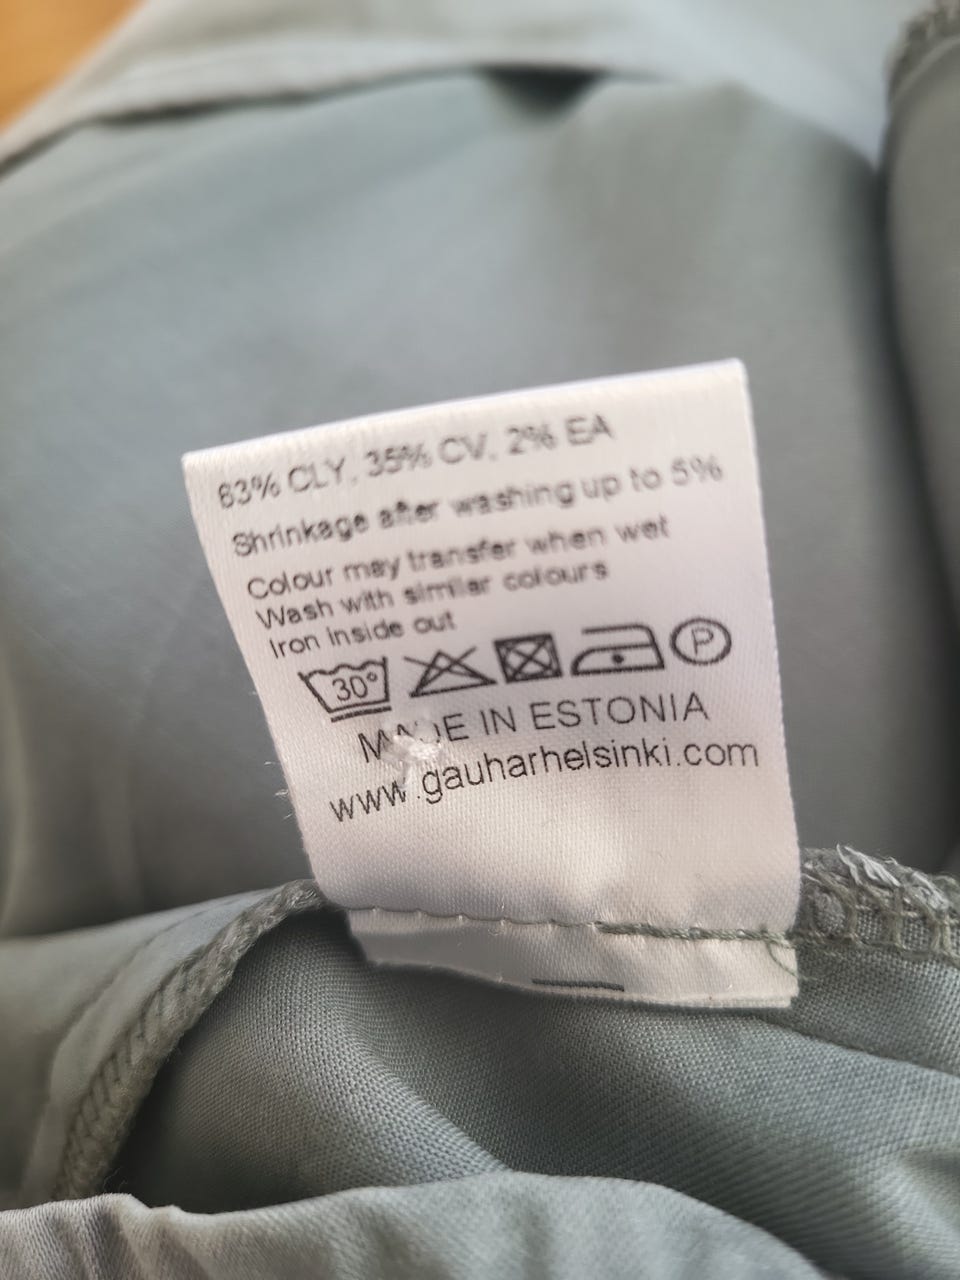 63% CLY, 35% CV, 2% EA
Shrinkage after washing up to 5%
Colour may transfer when wet
Wash with similar colours
Iron inside out
30° P
MADE IN ESTONIA
www.gauharhelsinki.com